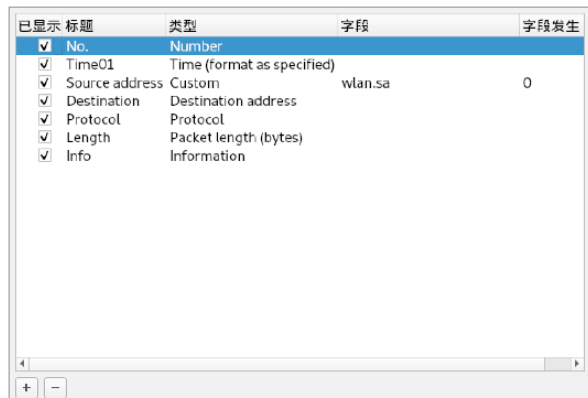 已显示 标题 类型 字段 字段发生
No. Number
Time01 Time (format as specified)
Source address Custom wlan.sa 0
Destination Destination address
Protocol Protocol
Length Packet length (bytes)
Info Information